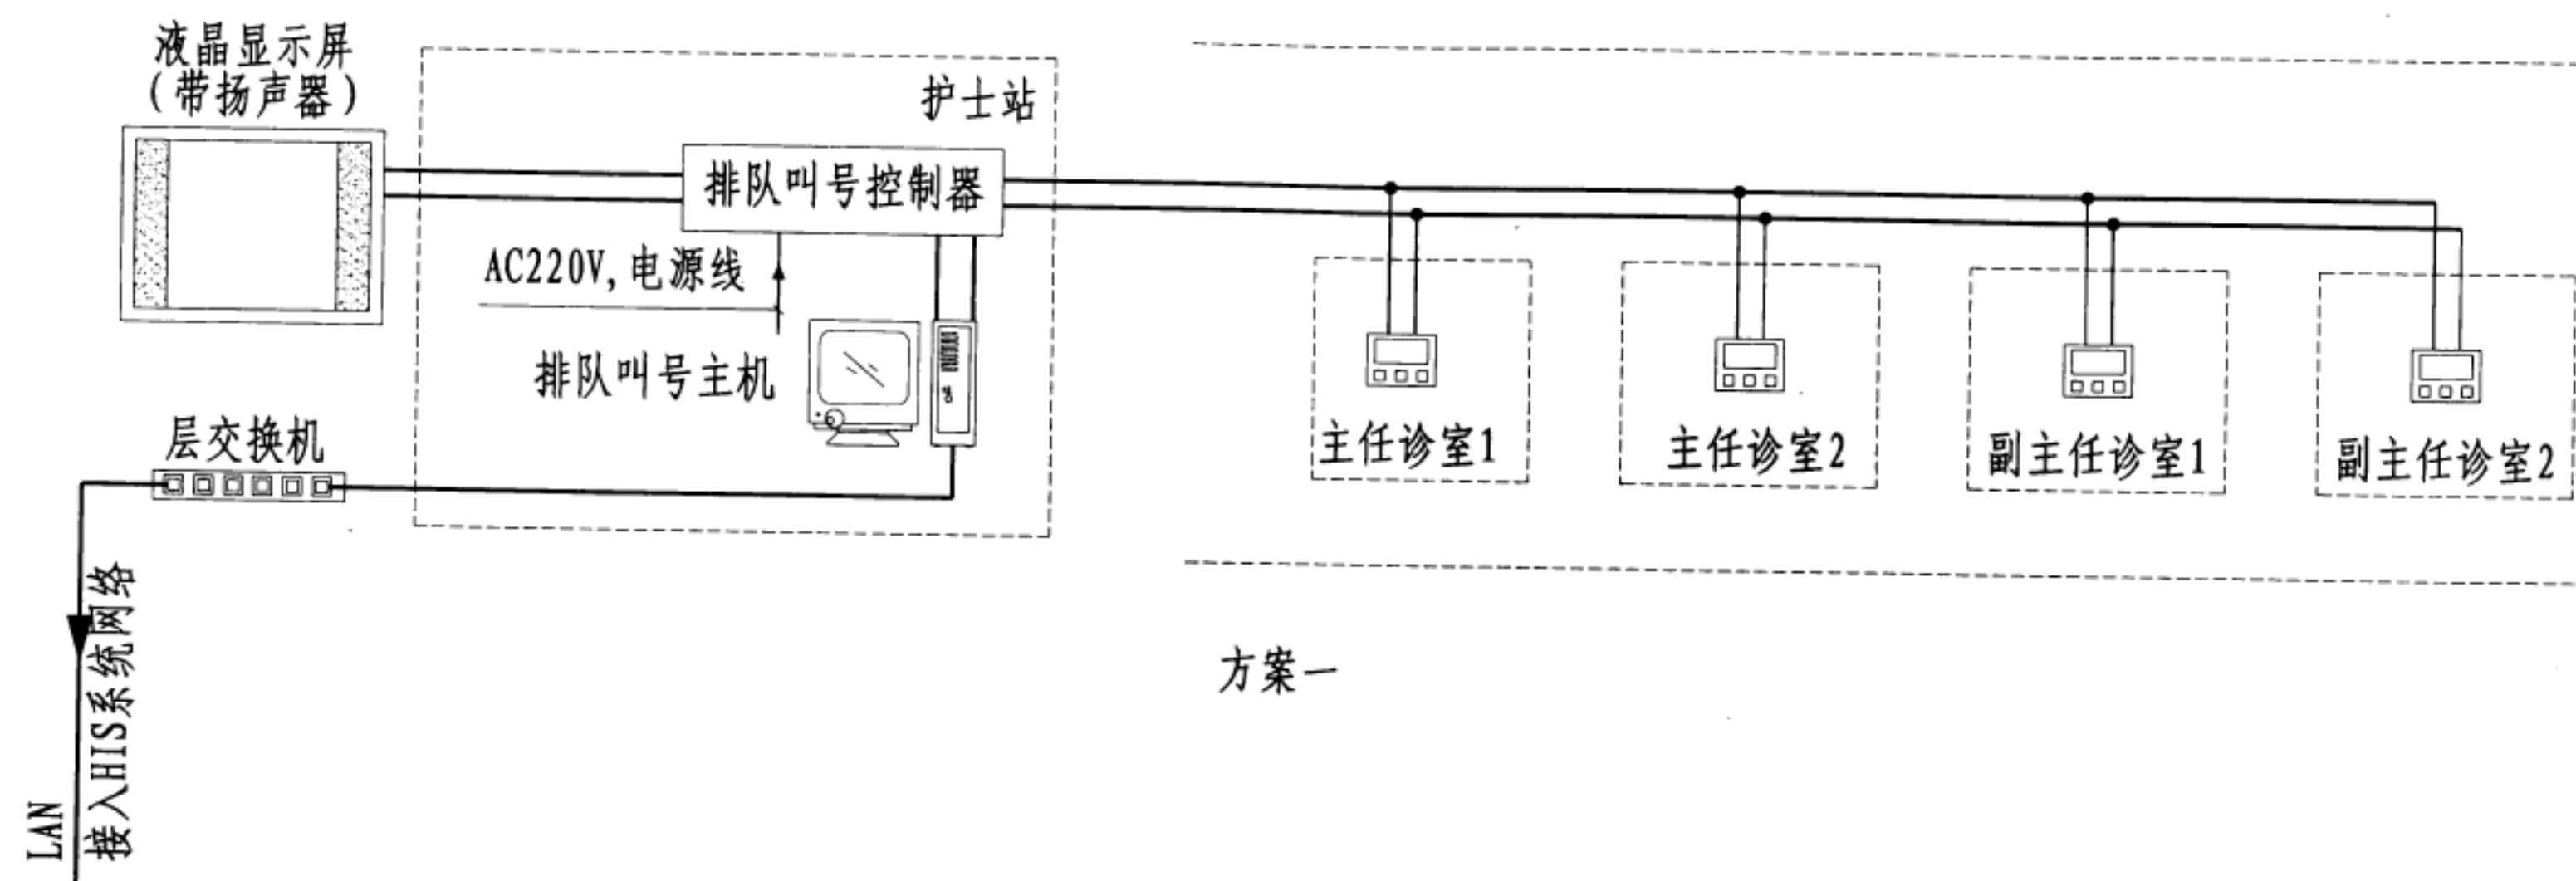 液晶显示屏
（带扬声器）
护士站
排队叫号控制器
AC220V,电源线
排队叫号主机
层交换机
主任诊室1
主任诊室2
副主任诊室1
副主任诊室2
方案一
LAN
接入HIS系统网络